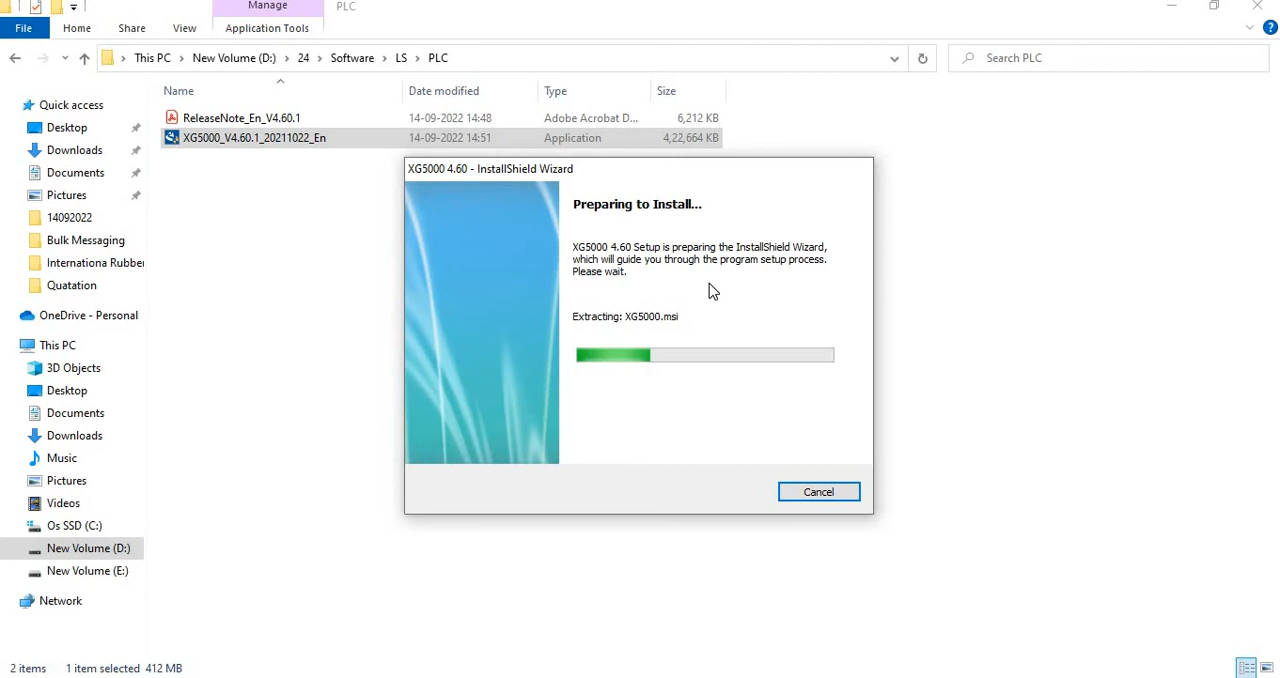 Manage
PLC
File
Home
Share
View
Application Tools
This PC
New Volume (D:)
24
Software
LS
PLC
Search PLC
Name
Date modified
Type
Size
ReleaseNote_En_V4.60.1
14-09-2022 14:48
Adobe Acrobat D...
6,212 KB
XG5000_V4.60.1_20211022_En
14-09-2022 14:51
Application
4,22,664 KB
Quick access
Desktop
Downloads
Documents
Pictures
14092022
Bulk Messaging
Internationa Rubber
Quatation
OneDrive - Personal
This PC
3D Objects
Desktop
Documents
Downloads
Music
Pictures
Videos
Os SSD (C:)
New Volume (D:)
New Volume (E:)
Network
XG5000 4.60 - InstallShield Wizard
Preparing to Install...
XG5000 4.60 Setup is preparing the InstallShield Wizard,
which will guide you through the program setup process.
Please wait.
Extracting: XG5000.msi
Cancel
2 items
1 item selected 412 MB